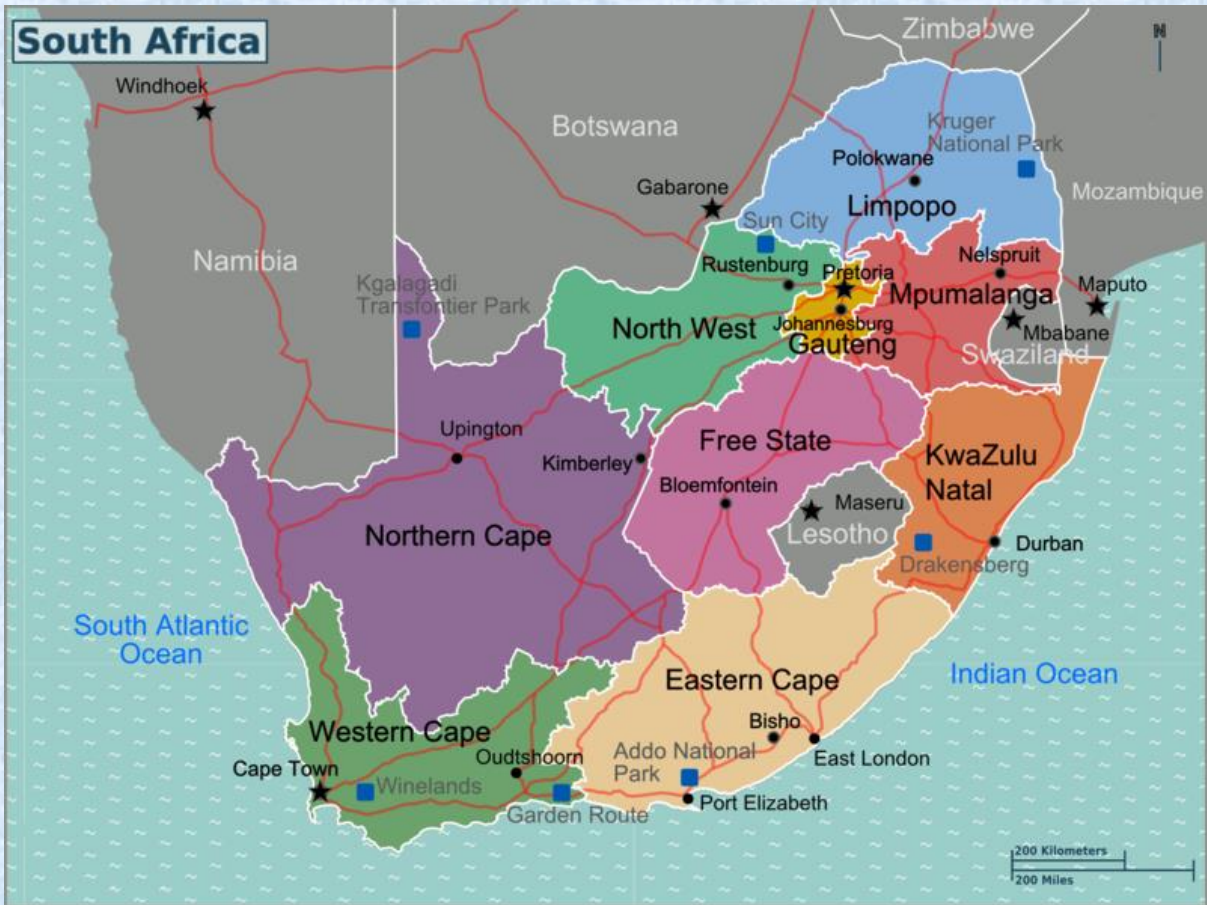 South Africa
Zimbabwe
N
Windhoek
Botswana
Kruger
National Park
Polokwane
Gabarone
Mozambique
Limpopo
Sun City
Namibia
Kgalagadi
Transfontier Park
Rustenburg
Pretoria
Nelspruit
Maputo
Mpumalanga
North West
Johannesburg
Mbabane
Gauteng
Swaziland
Upington
Free State
KwaZulu
Natal
Kimberley
Bloemfontein
Maseru
Northern Cape
Lesotho
Durban
Drakensberg
South Atlantic
Ocean
Indian Ocean
Eastern Cape
Western Cape
Bisho
Addo National
Park
East London
Oudtshoorn
Cape Town
Winelands
Garden Route
Port Elizabeth
200 Kilometers
200 Miles